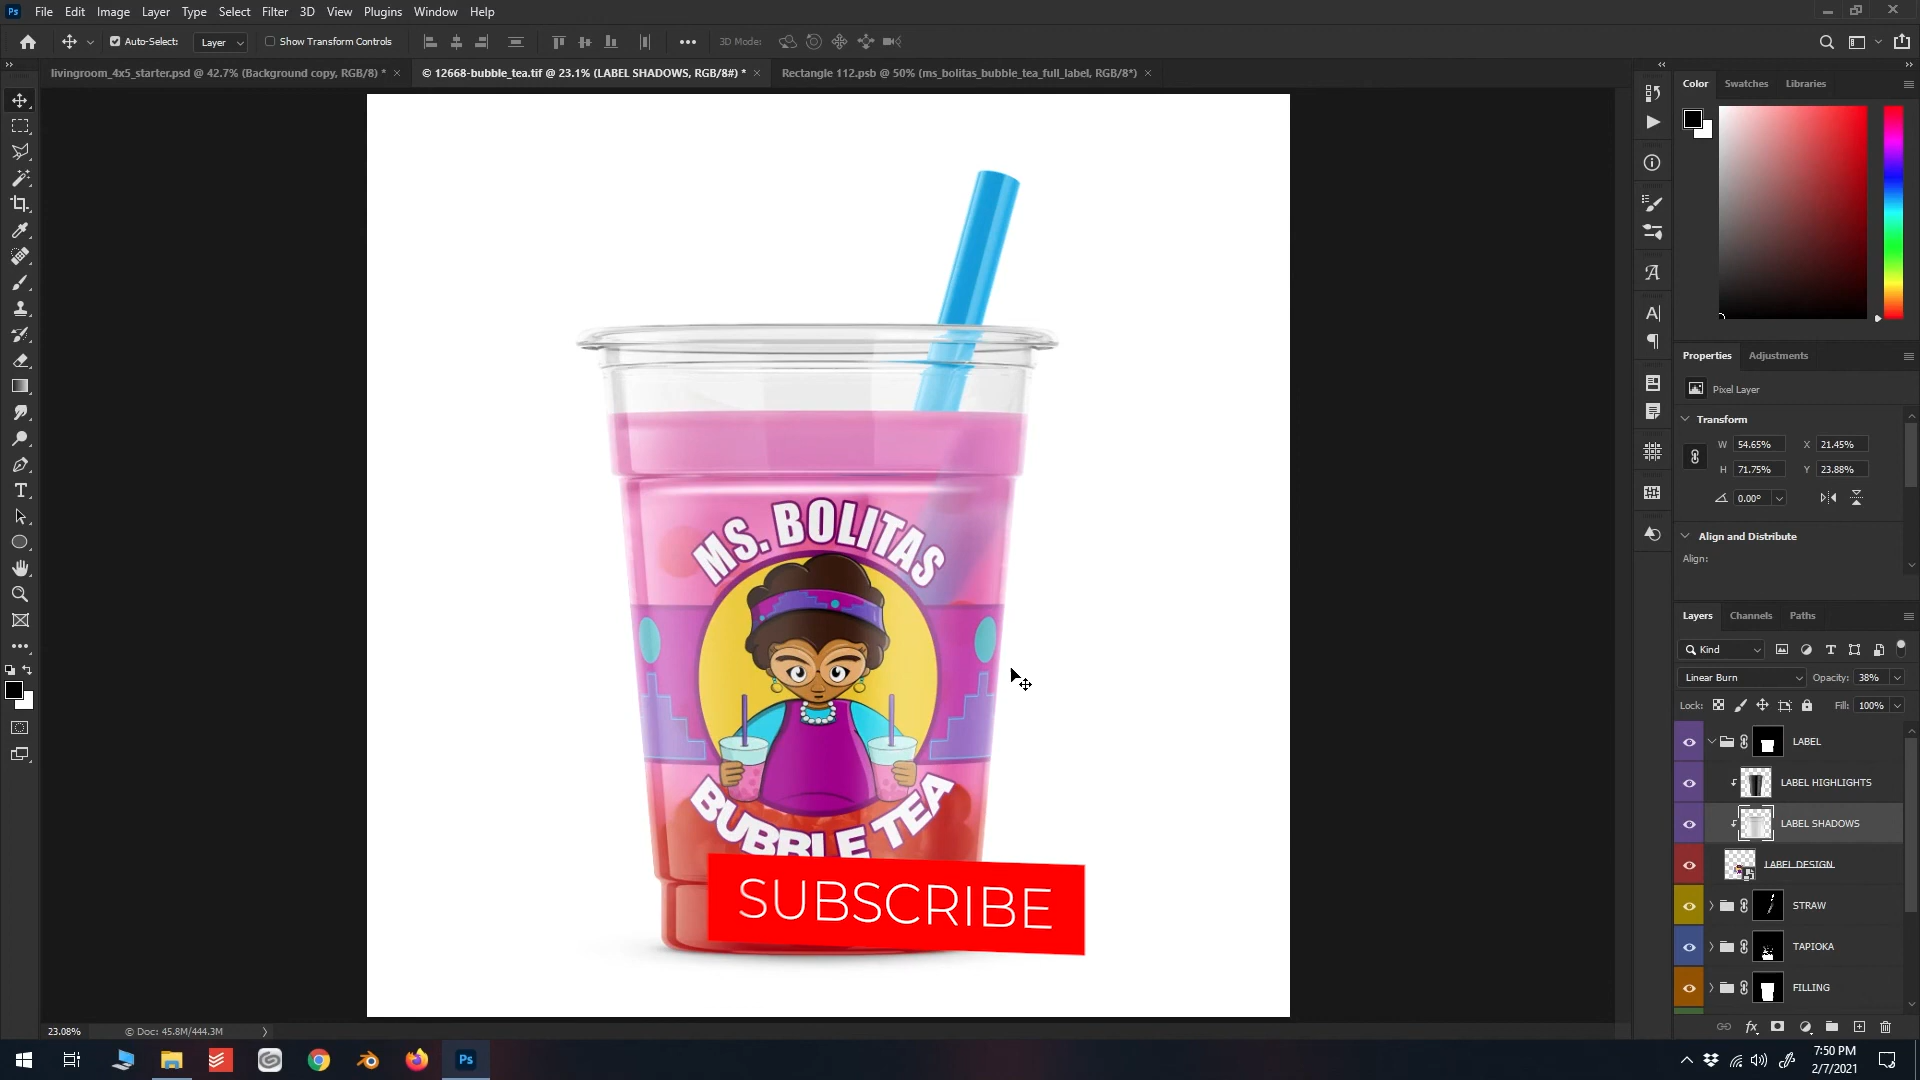 Ps File Edit Image Layer Type Select Filter 3D View Plugins Window Help
Auto-Select: Layer Show Transform Controls 3D Mode:
livingroom_4x5_starter.psd @ 42.7% (Background copy, RGB/8) * × © 12668-bubble_tea.tif @ 23.1% (LABEL SHADOWS, RGB/8#) * × Rectangle 112.psb @ 50% (ms_bolitas_bubble_tea_full_label, RGB/8*) ×
Color Swatches Libraries
Properties Adjustments
Pixel Layer
Transform
W 54.65% X 21.45%
H 71.75% Y 23.88%
0.00°
Align and Distribute
Align:
Layers Channels Paths
Kind
Linear Burn Opacity: 38%
Lock: Fill: 100%
LABEL
LABEL HIGHLIGHTS
LABEL SHADOWS
LABEL DESIGN
STRAW
TAPIOKA
FILLING
MS. BOLITAS
BUBBLE TEA
SUBSCRIBE
23.08% © Doc: 45.8M/444.3M
Ps
7:50 PM
2/7/2021